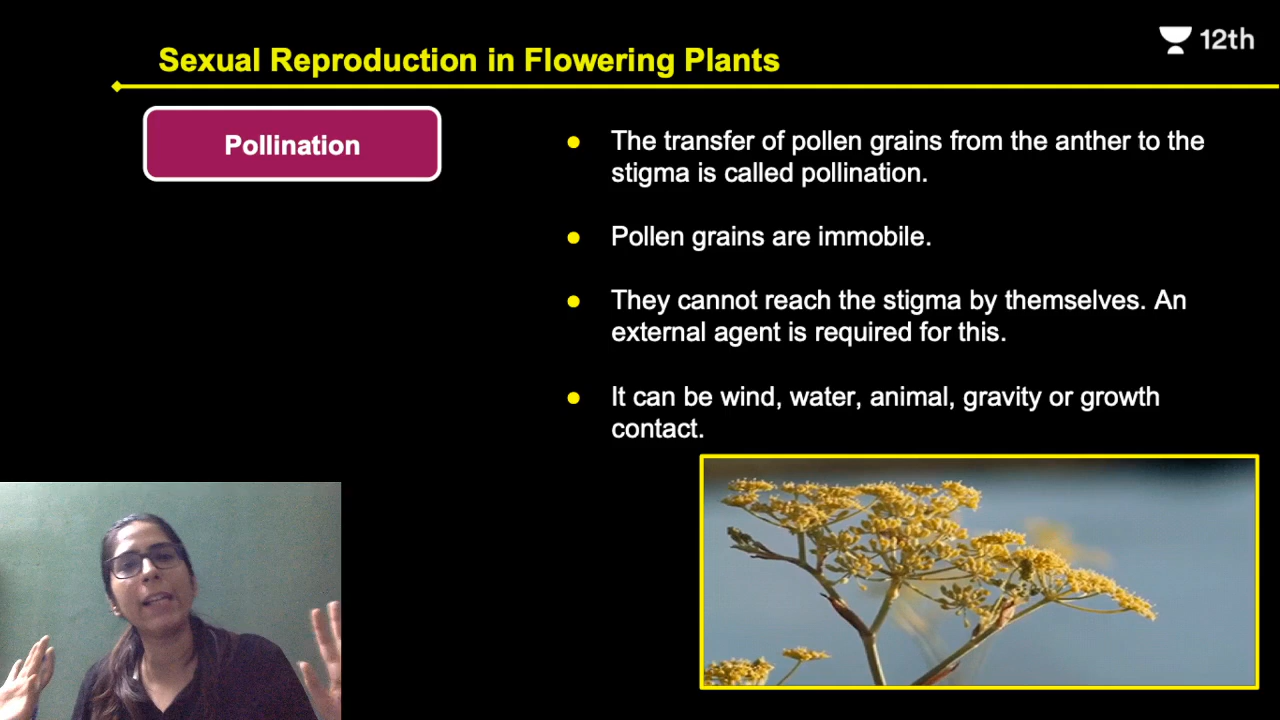 Sexual Reproduction in Flowering Plants
12th
Pollination
● The transfer of pollen grains from the anther to the
stigma is called pollination.
● Pollen grains are immobile.
● They cannot reach the stigma by themselves. An
external agent is required for this.
● It can be wind, water, animal, gravity or growth
contact.